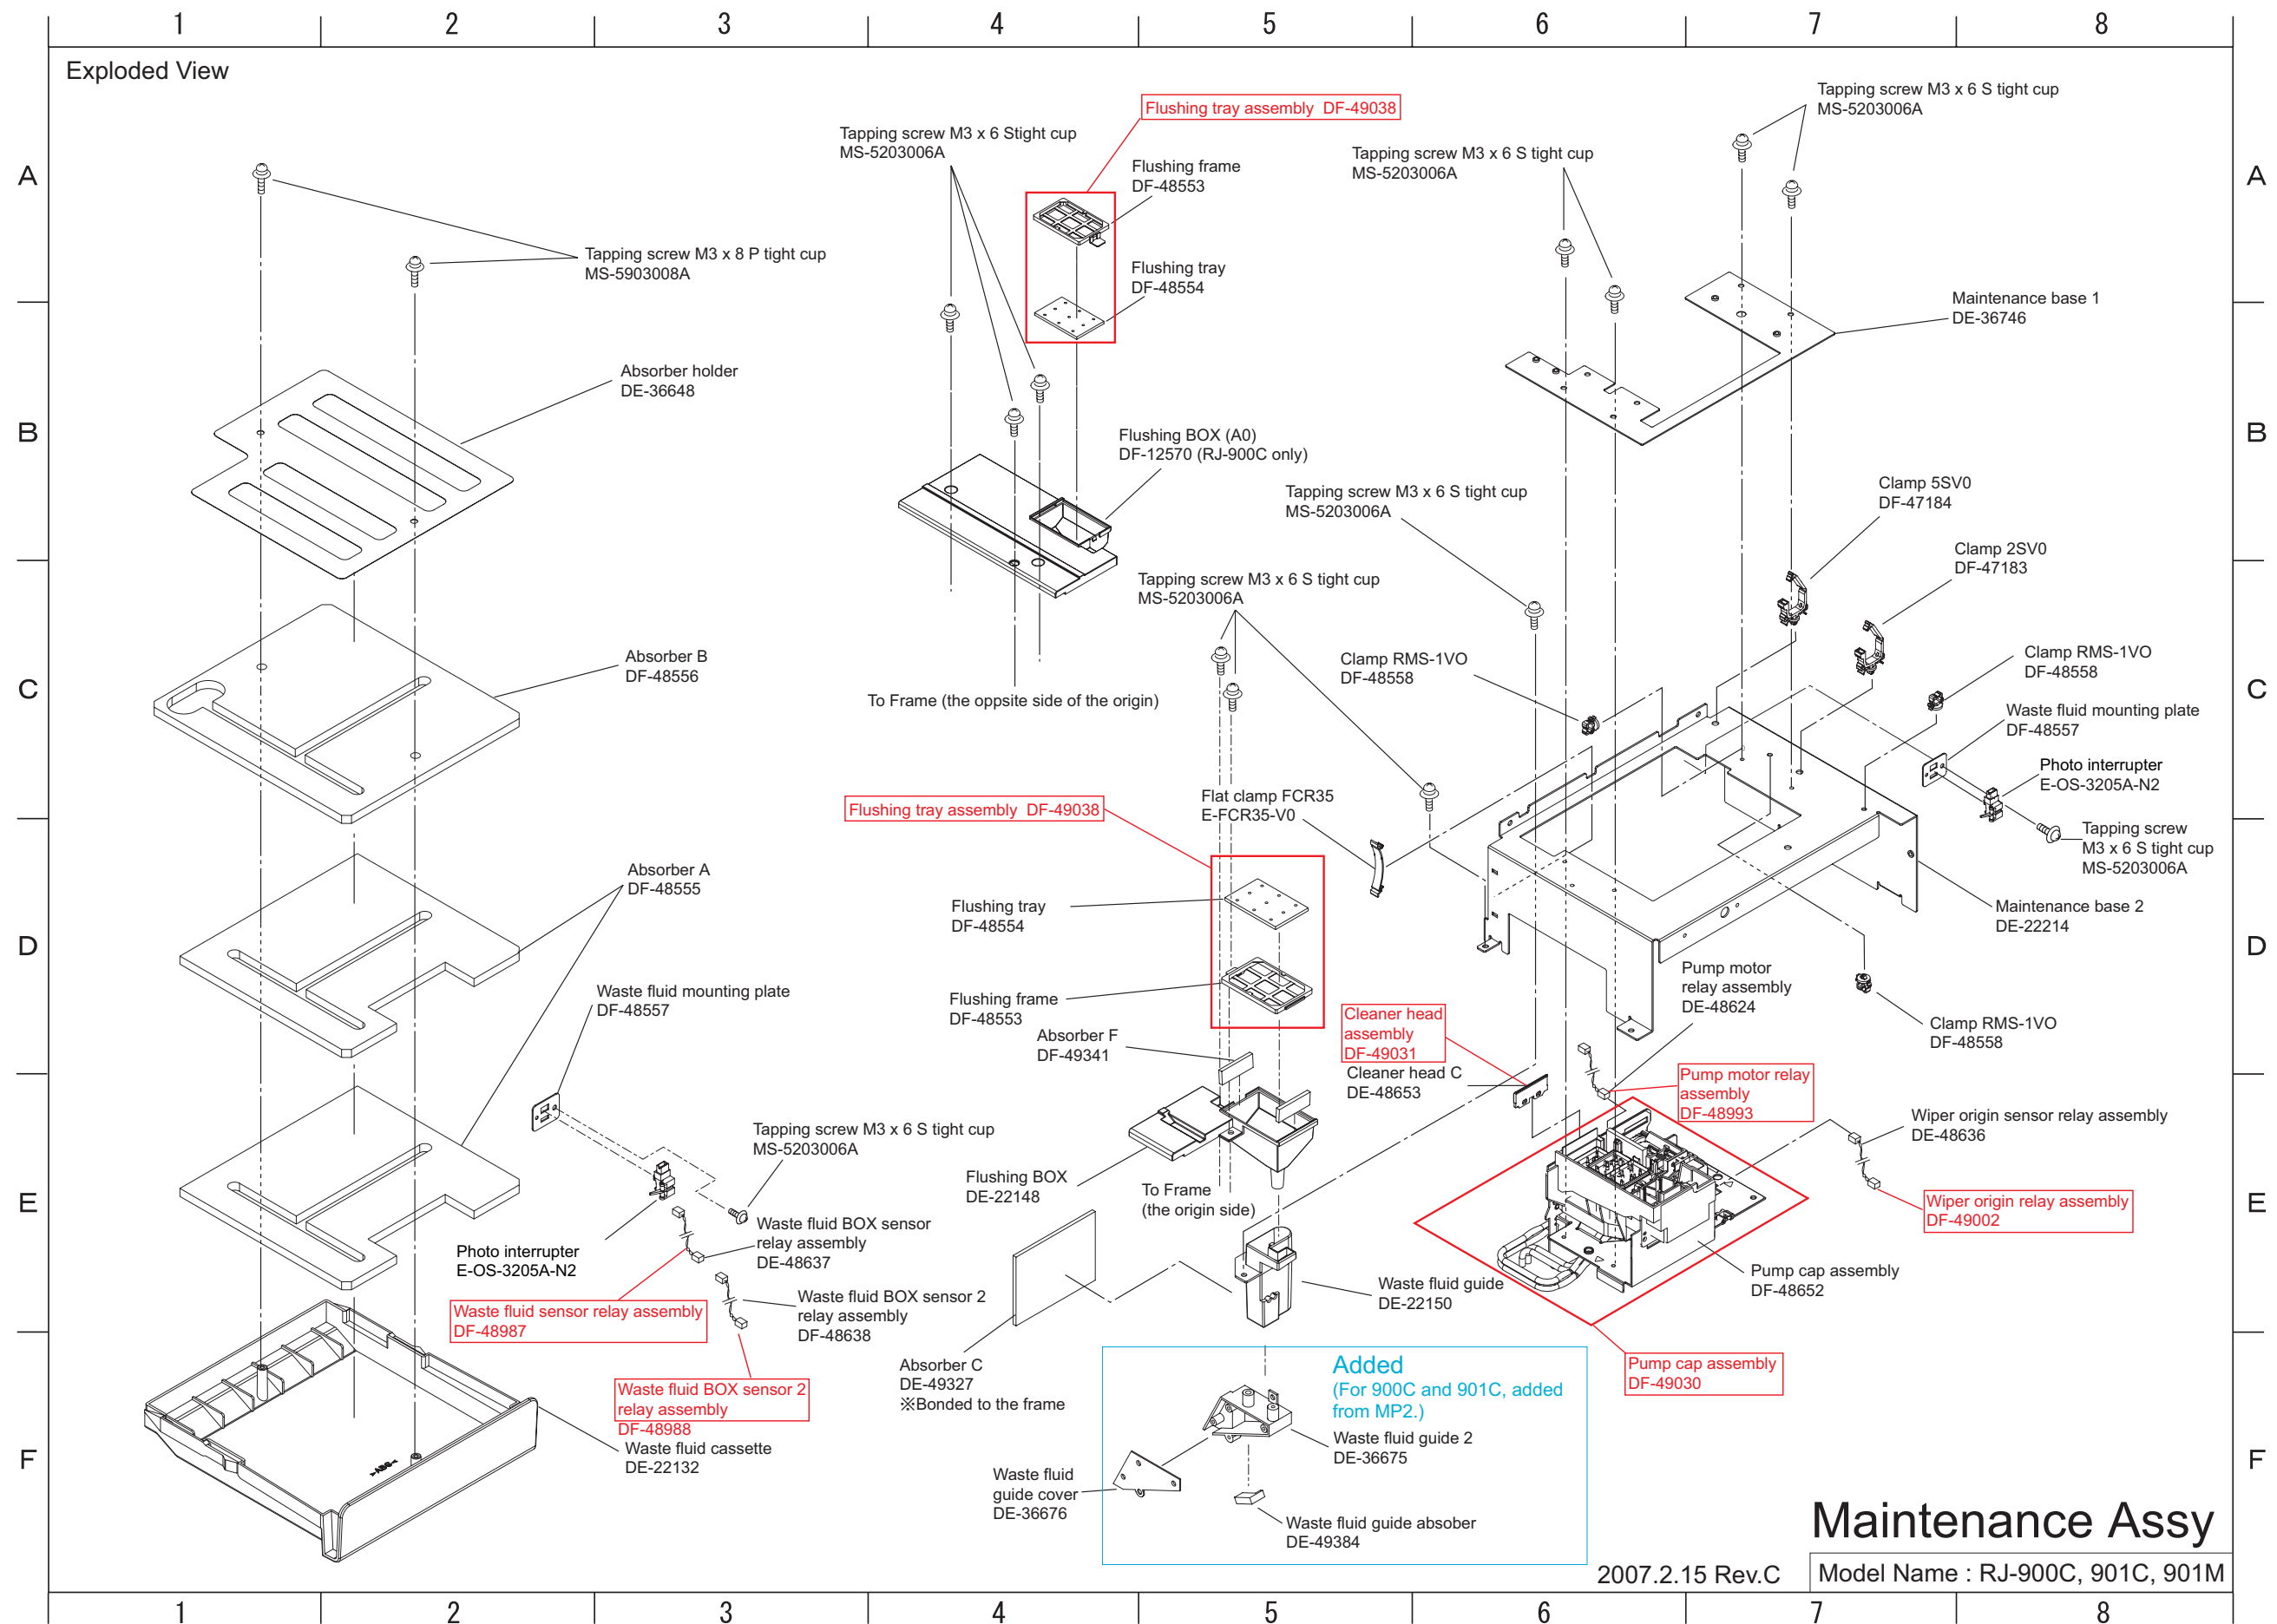 1 2 3 4 5 6 7 8
Exploded View
A
B
C
D
E
F
Tapping screw M3 x 8 P tight cup
MS-5903008A
Absorber holder
DE-36648
Absorber B
DF-48556
Absorber A
DF-48555
Waste fluid mounting plate
DF-48557
Tapping screw M3 x 6 S tight cup
MS-5203006A
Photo interrupter
E-OS-3205A-N2
Waste fluid BOX sensor
relay assembly
DE-48637
Waste fluid sensor relay assembly
DF-48987
Waste fluid BOX sensor 2
relay assembly
DF-48638
Waste fluid BOX sensor 2
relay assembly
DF-48988
Waste fluid cassette
DE-22132
>ABS<
Tapping screw M3 x 6 Stight cup
MS-5203006A
Flushing tray assembly  DF-49038
Flushing frame
DF-48553
Flushing tray
DF-48554
Flushing BOX (A0)
DF-12570 (RJ-900C only)
To Frame (the oppsite side of the origin)
Tapping screw M3 x 6 S tight cup
MS-5203006A
Flushing tray assembly  DF-49038
Flushing tray
DF-48554
Flushing frame
DF-48553
Absorber F
DF-49341
Flushing BOX
DE-22148
To Frame
(the origin side)
Absorber C
DE-49327
※Bonded to the frame
Waste fluid guide
DE-22150
Added
(For 900C and 901C, added
from MP2.)
Waste fluid guide 2
DE-36675
Waste fluid
guide cover
DE-36676
Waste fluid guide absober
DE-49384
Tapping screw M3 x 6 S tight cup
MS-5203006A
Tapping screw M3 x 6 S tight cup
MS-5203006A
Maintenance base 1
DE-36746
Tapping screw M3 x 6 S tight cup
MS-5203006A
Clamp 5SV0
DF-47184
Clamp 2SV0
DF-47183
Clamp RMS-1VO
DF-48558
Clamp RMS-1VO
DF-48558
Waste fluid mounting plate
DF-48557
Photo interrupter
E-OS-3205A-N2
Tapping screw
M3 x 6 S tight cup
MS-5203006A
Flat clamp FCR35
E-FCR35-V0
Maintenance base 2
DE-22214
Clamp RMS-1VO
DF-48558
Pump motor
relay assembly
DE-48624
Cleaner head
assembly
DF-49031
Cleaner head C
DE-48653
Pump motor relay
assembly
DF-48993
Wiper origin sensor relay assembly
DE-48636
Wiper origin relay assembly
DF-49002
Pump cap assembly
DF-48652
Pump cap assembly
DF-49030
A
B
C
D
E
F
Maintenance Assy
2007.2.15 Rev.C
Model Name : RJ-900C, 901C, 901M
1 2 3 4 5 6 7 8